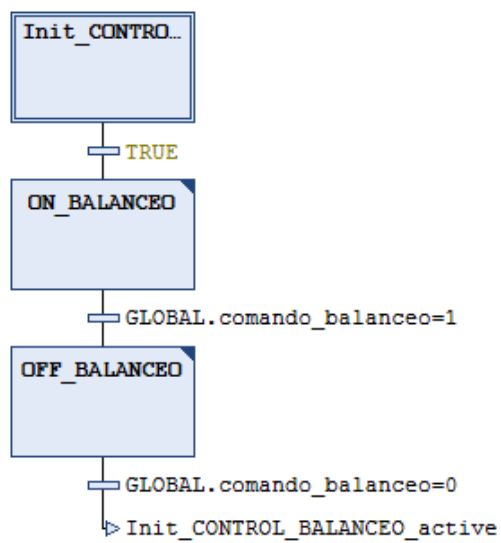 Init_CONTRO…
TRUE
ON_BALANCEO
GLOBAL.comando_balanceo=1
OFF_BALANCEO
GLOBAL.comando_balanceo=0
Init_CONTROL_BALANCEO_active